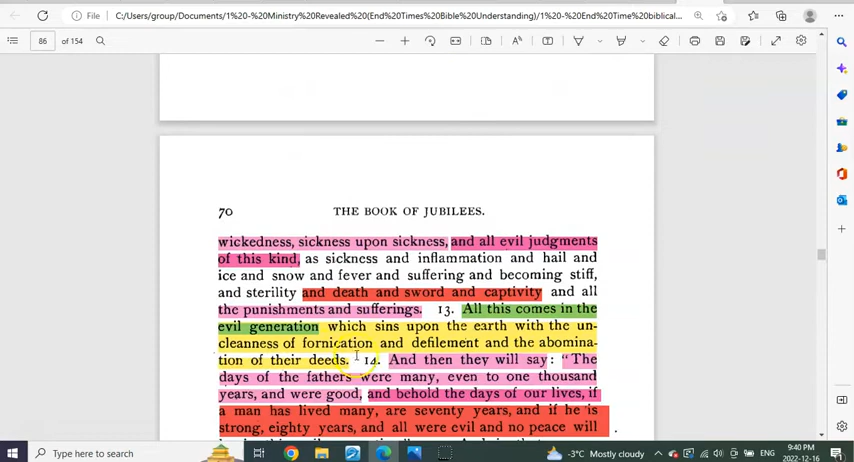 File
C:/Users/group/Documents/1%20-%20Ministry%20Revealed%20(End%20Times%20Bible%20Understanding)/1%20-%20End%20Time%20biblical...
86 of 154
70 THE BOOK OF JUBILEES.
wickedness, sickness upon sickness, and all evil judgments
of this kind, as sickness and inflammation and hail and
ice and snow and fever and suffering and becoming stiff,
and sterility and death and sword and captivity and all
the punishments and sufferings. 13. All this comes in the
evil generation which sins upon the earth with the un-
cleanness of fornication and defilement and the abomina-
tion of their deeds. 14. And then they will say: "The
days of the fathers were many, even to one thousand
years, and were good, and behold the days of our lives, if
a man has lived many, are seventy years, and if he is
strong, eighty years, and all were evil and no peace will
Type here to search
-3°C Mostly cloudy
ENG
9:40 PM
2022-12-16